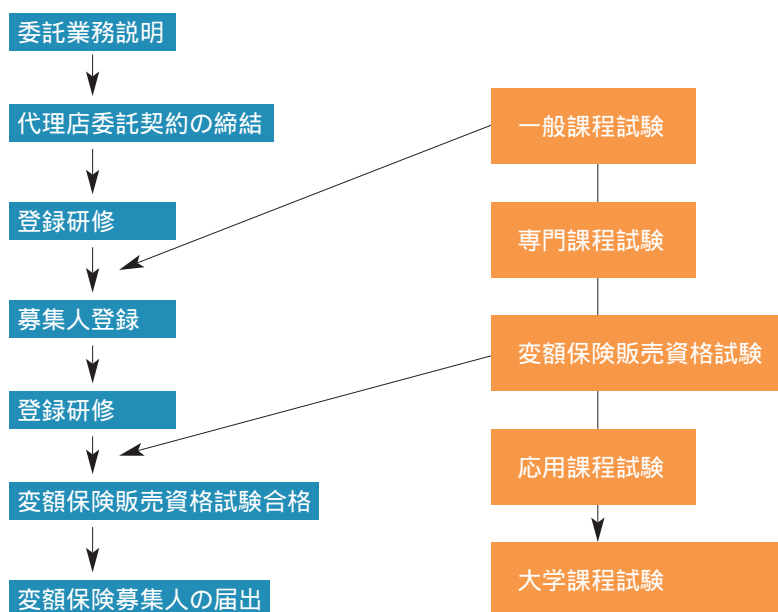 委託業務説明
代理店委託契約の締結
登録研修
募集人登録
登録研修
変額保険販売資格試験合格
変額保険募集人の届出
一般課程試験
専門課程試験
変額保険販売資格試験
応用課程試験
大学課程試験